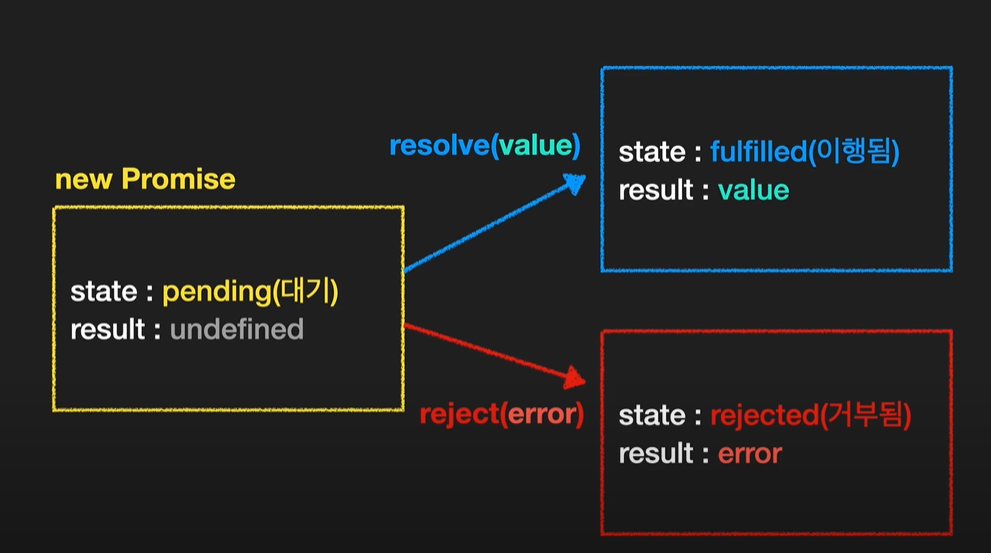 new Promise
state : pending(대기)
result : undefined
resolve(value)
state : fulfilled(이행됨)
result : value
reject(error)
state : rejected(거부됨)
result : error